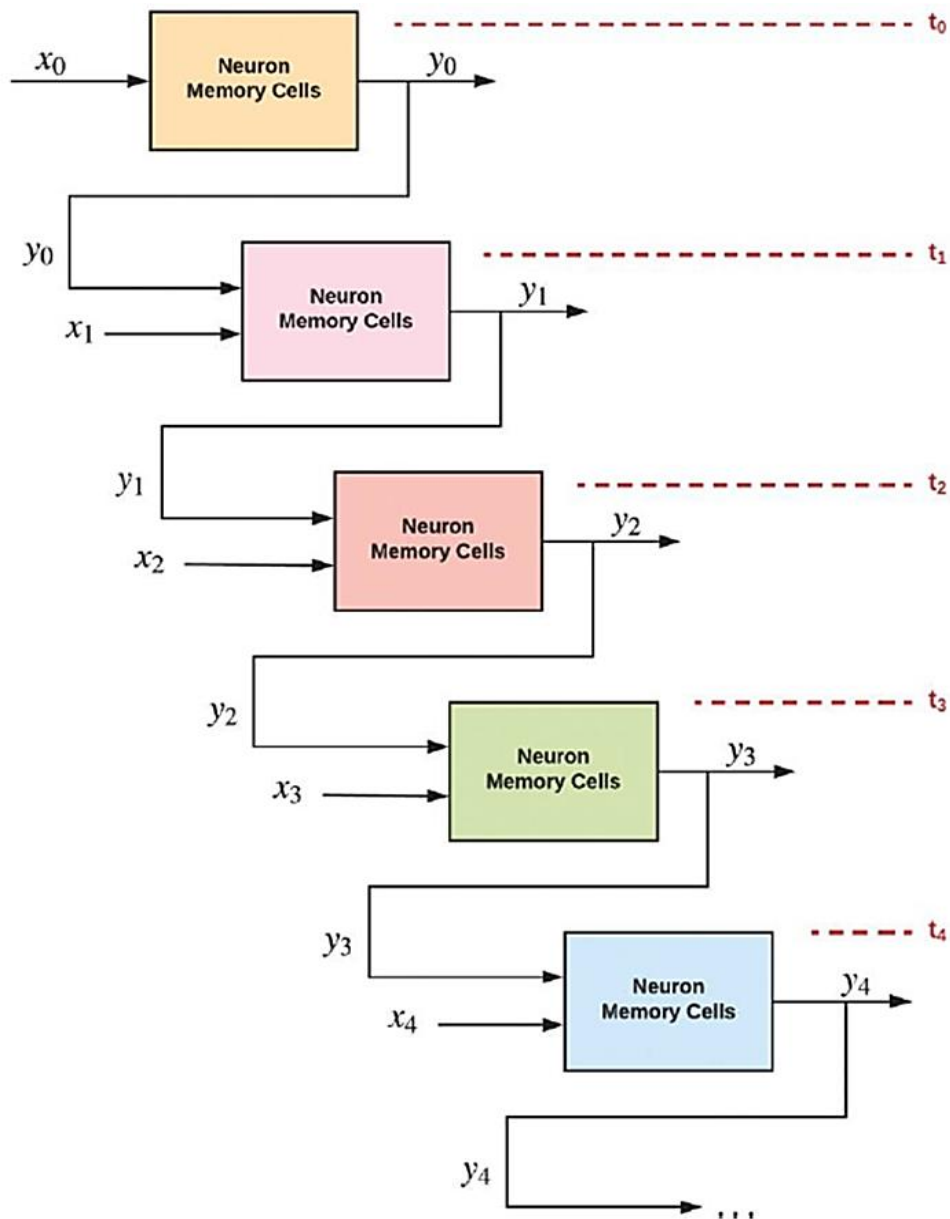 t₀
x₀
Neuron
Memory Cells
y₀
y₀
t₁
Neuron
Memory Cells
y₁
x₁
y₁
t₂
Neuron
Memory Cells
y₂
x₂
y₂
t₃
Neuron
Memory Cells
y₃
x₃
y₃
t₄
Neuron
Memory Cells
y₄
x₄
y₄
...